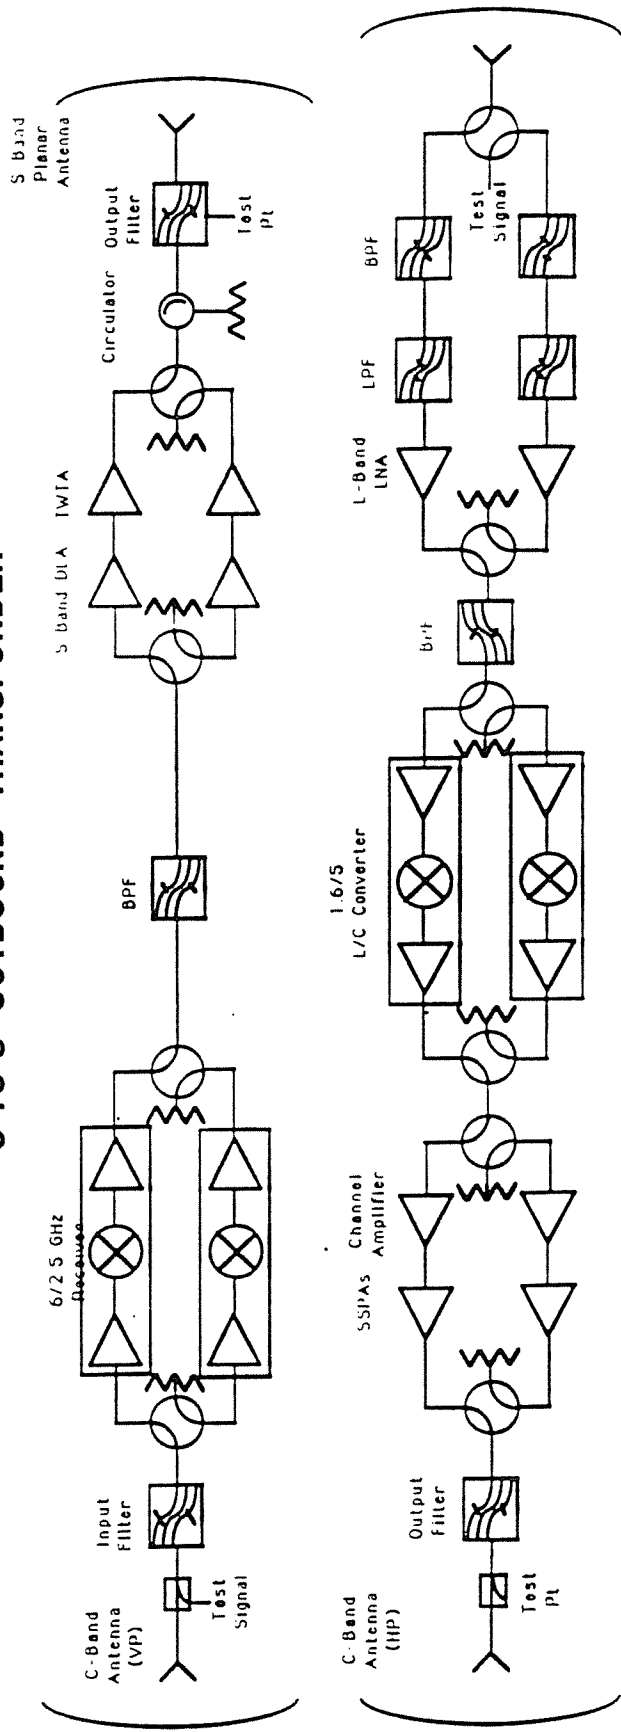 C-Band
Antenna
(VP)
Test
Signal
Input
Filter
6/2.5 GHz
Receiver
BPF
S Band DLA
TWTA
Circulator
Output
Filter
Test
Pt
S Band
Planar
Antenna
C-Band
Antenna
(HP)
Test
Pt
Output
Filter
SSPAs
Channel
Amplifier
1.6/5
L/C Converter
BPF
L-Band
LNA
LPF
BPF
Test
Signal